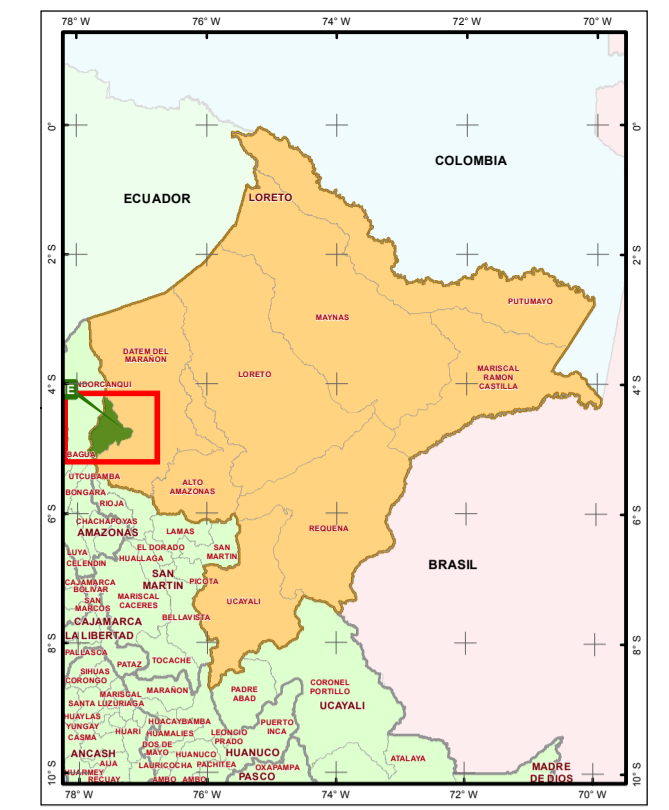 78° W 76° W 74° W 72° W 70° W
0° 0°
COLOMBIA
ECUADOR LORETO
2° S 2° S
PUTUMAYO
MAYNAS
DATEM DEL
MARAÑON
LORETO
MARISCAL
RAMON
CASTILLA
4° S 4° S
NDORCANQUI
E
BAGUA
UTCUBAMBA
ALTO
AMAZONAS
BONGARA
RIOJA
6° S 6° S
CHACHAPOYAS
AMAZONAS
LAMAS
REQUENA
EL DORADO
SAN
MARTIN
LUYA
HUALLAGA
CELENDIN
BRASIL
SAN
MARTIN
PICOTA
CAJAMARCA
BOLIVAR
MARISCAL
CACERES
SAN
MARCOS
UCAYALI
BELLAVISTA
CAJAMARCA
LA LIBERTAD
8° S 8° S
PALLASCA
PATAZ
TOCACHE
SIHUAS
CORONGO
MARISCAL
LUZURIAGA
MARAÑON
PADRE
ABAD
CORONEL
PORTILLO
SANTA
UCAYALI
HUAYLAS
YUNGAY
HUACAYBAMBA
PUERTO
INCA
CASMA
HUARI
HUAMALIES
LEONCIO
PRADO
DOS DE
MAYO
HUANUCO
HUANUCO
ANCASH
ATALAYA
AIJA
LAURICOCHA
PACHITEA
OXAPAMPA
MADRE
DE DIOS
HUARMEY
RECUAY
AMBO
AMBO
PASCO
10° S 10° S
78° W 76° W 74° W 72° W 70° W